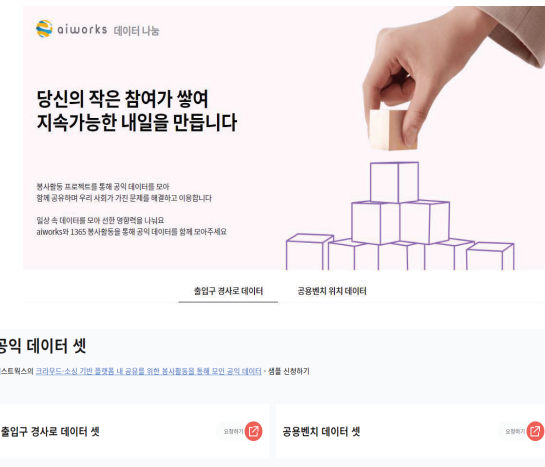 aiworks 데이터 나눔
당신의 작은 참여가 쌓여
지속가능한 내일을 만듭니다
봉사활동 프로젝트를 통해 공익 데이터를 모아
함께 공유하며 우리 사회가 가진 문제를 해결하고 이용합니다
일상 속 데이터를 모아 선한 영향력을 나눠요
aiworks와 1365 봉사활동을 통해 공익 데이터를 함께 모아주세요
출입구 경사로 데이터 공용벤치 위치 데이터
공익 데이터 셋
스트웍스의 크라우드-소싱 기반 플랫폼 내 공유를 위한 봉사활동을 통해 모인 공익 데이터 - 샘플 신청하기
출입구 경사로 데이터 셋 요청하기 공용벤치 데이터 셋 요청하기